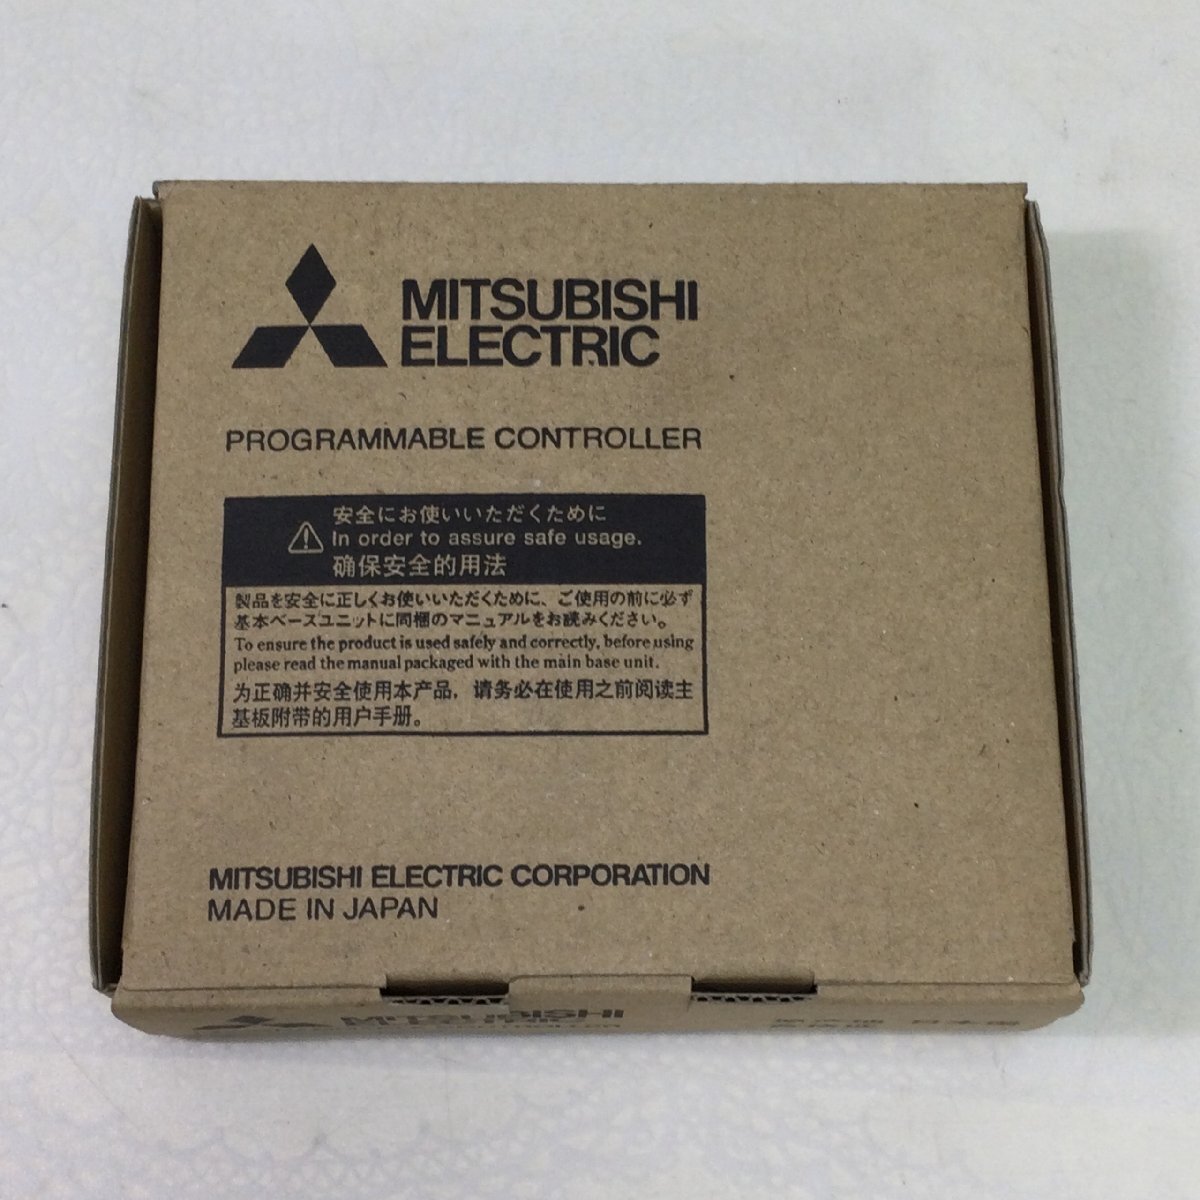 MITSUBISHI
ELECTRIC
PROGRAMMABLE CONTROLLER
安全にお使いいただくために
In order to assure safe usage.
确保安全的用法
製品を安全に正しくお使いいただくために、ご使用の前に必ず
基本ベースユニットに同梱のマニュアルをお読みください。
To ensure the product is used safely and correctly, before using
please read the manual packaged with the main base unit.
为正确并安全使用本产品，请务必在使用之前阅读主
基板附带的用户手册。
MITSUBISHI ELECTRIC CORPORATION
MADE IN JAPAN
MITSUBISHI